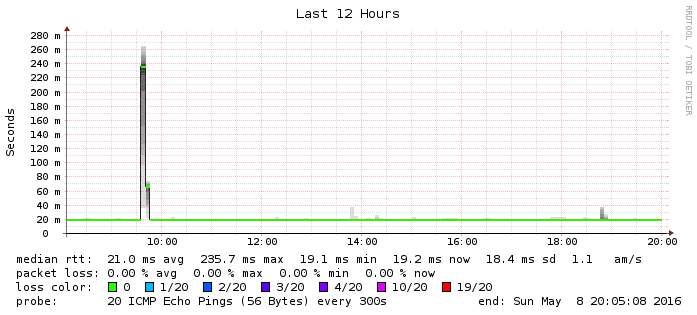 Last 12 Hours
RRDTOOL / TOBI OETIKER
Seconds
280 m
260 m
240 m
220 m
200 m
180 m
160 m
140 m
120 m
100 m
80 m
60 m
40 m
20 m
0
10:00 12:00 14:00 16:00 18:00 20:00
median rtt: 21.0 ms avg 235.7 ms max 19.1 ms min 19.2 ms now 18.4 ms sd 1.1 am/s
packet loss: 0.00 % avg 0.00 % max 0.00 % min 0.00 % now
loss color: 0 1/20 2/20 3/20 4/20 10/20 19/20
probe: 20 ICMP Echo Pings (56 Bytes) every 300s end: Sun May 8 20:05:08 2016